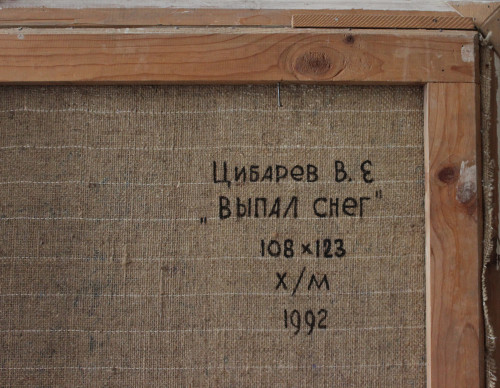 Цибарев В. Е
„Выпал снег"
108×123
х/м
1992